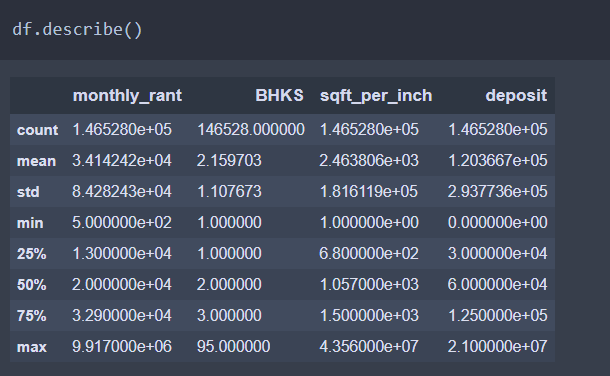 df.describe()
monthly_rant BHKS sqft_per_inch deposit
count 1.465280e+05 146528.000000 1.465280e+05 1.465280e+05
mean 3.414242e+04 2.159703 2.463806e+03 1.203667e+05
std 8.428243e+04 1.107673 1.816119e+05 2.937736e+05
min 5.000000e+02 1.000000 1.000000e+00 0.000000e+00
25% 1.300000e+04 1.000000 6.800000e+02 3.000000e+04
50% 2.000000e+04 2.000000 1.057000e+03 6.000000e+04
75% 3.290000e+04 3.000000 1.500000e+03 1.250000e+05
max 9.917000e+06 95.000000 4.356000e+07 2.100000e+07